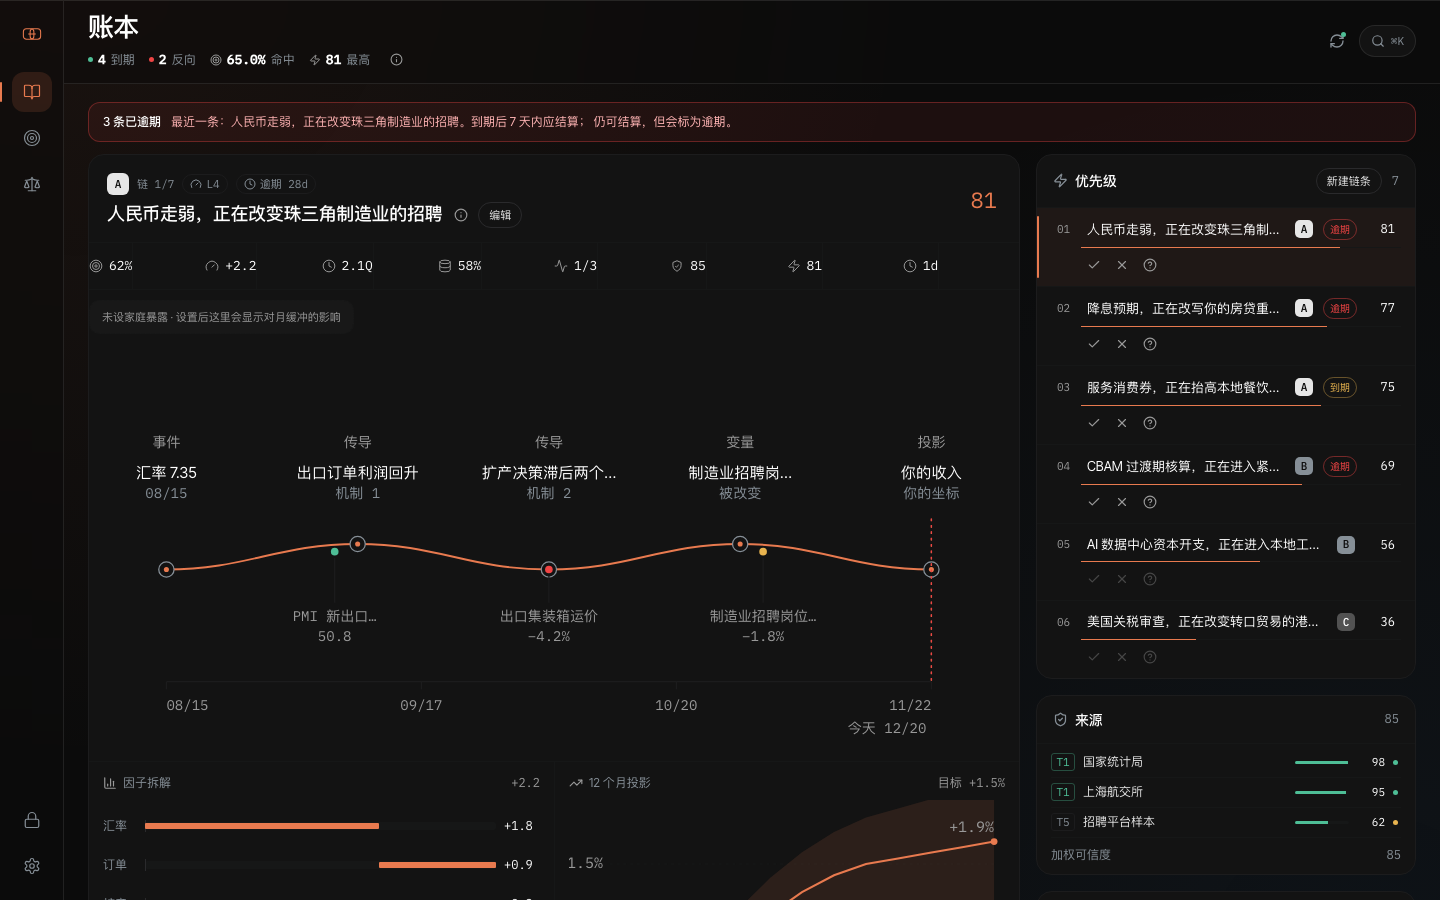 账本
4 到期 2 反向 65.0% 命中 81 最高
⌘K
3 条已逾期 最近一条：人民币走弱，正在改变珠三角制造业的招聘。到期后 7 天内应结算；仍可结算，但会标为逾期。
A 链 1/7 L4 逾期 28d
人民币走弱，正在改变珠三角制造业的招聘 编辑
81
62% +2.2 2.1Q 58% 1/3 85 81 1d
未设家庭暴露 · 设置后这里会显示对月缓冲的影响
事件 传导 传导 变量 投影
汇率 7.35 出口订单利润回升 扩产决策滞后两个… 制造业招聘岗… 你的收入
08/15 机制 1 机制 2 被改变 你的坐标
PMI 新出口… 出口集装箱运价 制造业招聘岗位…
50.8 −4.2% −1.8%
08/15 09/17 10/20 11/22
今天 12/20
因子拆解 +2.2
汇率 +1.8
订单 +0.9
12 个月投影 目标 +1.5%
+1.9%
1.5%
优先级 新建链条 7
01 人民币走弱，正在改变珠三角制… A 逾期 81
02 降息预期，正在改写你的房贷重… A 逾期 77
03 服务消费券，正在抬高本地餐饮… A 到期 75
04 CBAM 过渡期核算，正在进入紧… B 逾期 69
05 AI 数据中心资本开支，正在进入本地工… B 56
06 美国关税审查，正在改变转口贸易的港… C 36
来源 85
T1 国家统计局 98
T1 上海航交所 95
T5 招聘平台样本 62
加权可信度 85